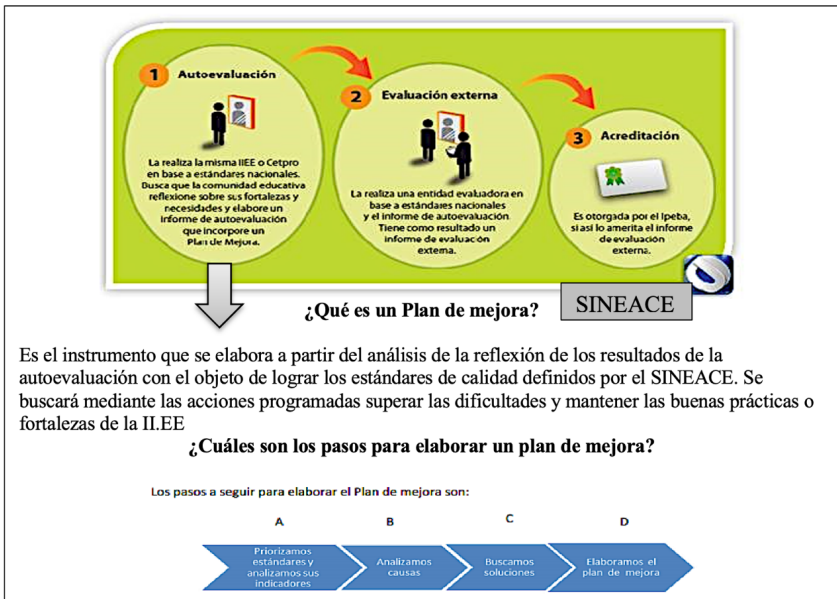 1 Autoevaluación
La realiza la misma IIEE o Cetpro
en base a estándares nacionales.
Busca que la comunidad educativa
reflexione sobre sus fortalezas y
necesidades y elabore un
informe de autoevaluación
que incorpore un
Plan de Mejora.
2 Evaluación externa
La realiza una entidad evaluadora en
base a estándares nacionales
y el informe de autoevaluación.
Tiene como resultado un
informe de evaluación
externa.
3 Acreditación
Es otorgada por el Ipeba,
si así lo amerita el informe
de evaluación
externa.
¿Qué es un Plan de mejora?
SINEACE
Es el instrumento que se elabora a partir del análisis de la reflexión de los resultados de la
autoevaluación con el objeto de lograr los estándares de calidad definidos por el SINEACE. Se
buscará mediante las acciones programadas superar las dificultades y mantener las buenas prácticas o
fortalezas de la II.EE
¿Cuáles son los pasos para elaborar un plan de mejora?
Los pasos a seguir para elaborar el Plan de mejora son:
A B C D
Priorizamos
estándares y
analizamos sus
indicadores
Analizamos
causas
Buscamos
soluciones
Elaboramos el
plan de mejora